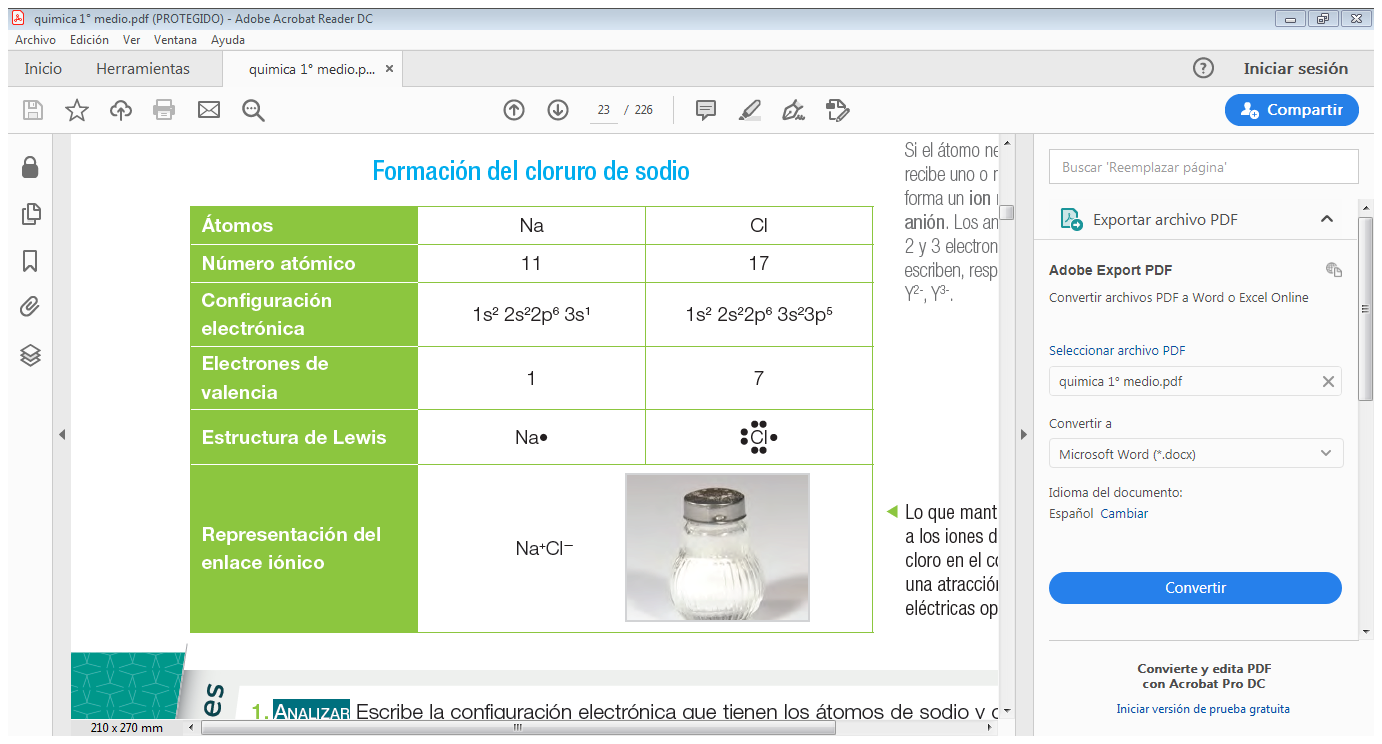 quimica 1° medio.pdf (PROTEGIDO) - Adobe Acrobat Reader DC
Archivo Edición Ver Ventana Ayuda
Inicio Herramientas quimica 1° medio.p... × Iniciar sesión
23 / 226 Compartir
Formación del cloruro de sodio
Átomos Na Cl
Número atómico 11 17
Configuración
electrónica
1s² 2s²2p⁶ 3s¹ 1s² 2s²2p⁶ 3s²3p⁵
Electrones de
valencia
1 7
Estructura de Lewis Na• Cl
Representación del
enlace iónico
Na⁺Cl⁻
Si el átomo ne
recibe uno o
forma un ion
anión. Los an
2 y 3 electron
escriben, resp
Y²⁻, Y³⁻.
Lo que mant
a los iones d
cloro en el co
una atracción
eléctricas op
es
1. ANALIZAR Escribe la configuración electrónica que tienen los átomos de sodio y c
210 x 270 mm
Buscar 'Reemplazar página'
Exportar archivo PDF
Adobe Export PDF
Convertir archivos PDF a Word o Excel Online
Seleccionar archivo PDF
quimica 1° medio.pdf
Convertir a
Microsoft Word (*.docx)
Idioma del documento:
Español Cambiar
Convertir
Convierte y edita PDF
con Acrobat Pro DC
Iniciar versión de prueba gratuita